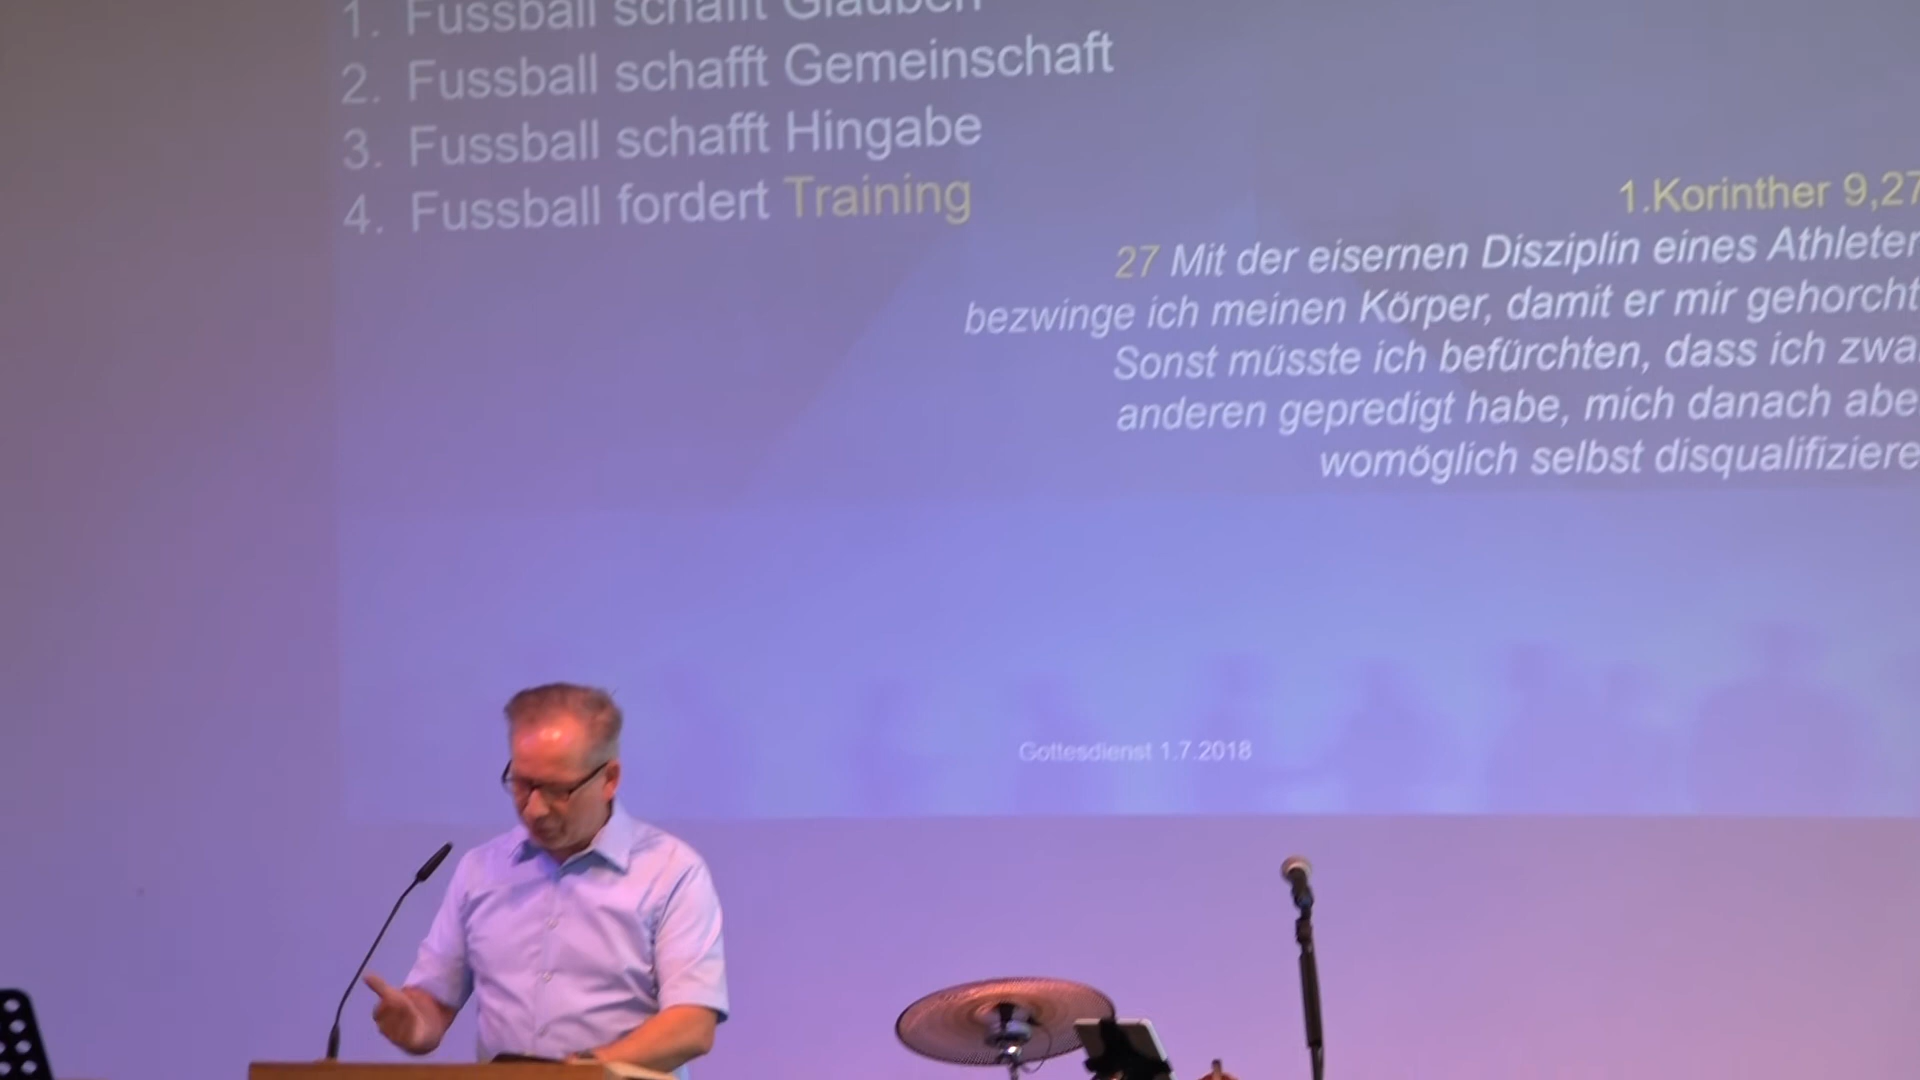 1. Fussball schafft Glauben
2. Fussball schafft Gemeinschaft
3. Fussball schafft Hingabe
4. Fussball fordert Training
1.Korinther 9,27
27 Mit der eisernen Disziplin eines Athleten
bezwinge ich meinen Körper, damit er mir gehorcht
Sonst müsste ich befürchten, dass ich zwa
anderen gepredigt habe, mich danach abe
womöglich selbst disqualifiziere
Gottesdienst 1.7.2018